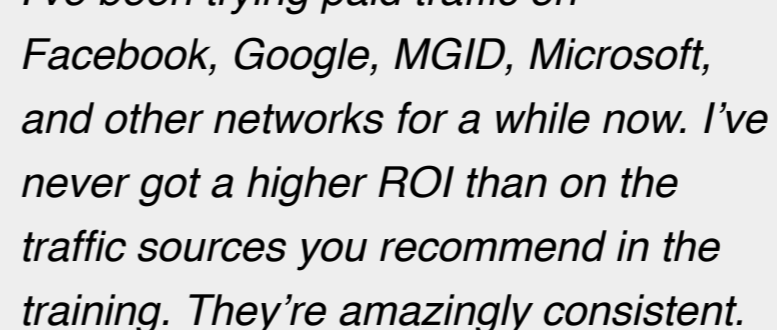 I've been trying paid traffic on
Facebook, Google, MGID, Microsoft,
and other networks for a while now. I've
never got a higher ROI than on the
traffic sources you recommend in the
training. They're amazingly consistent.